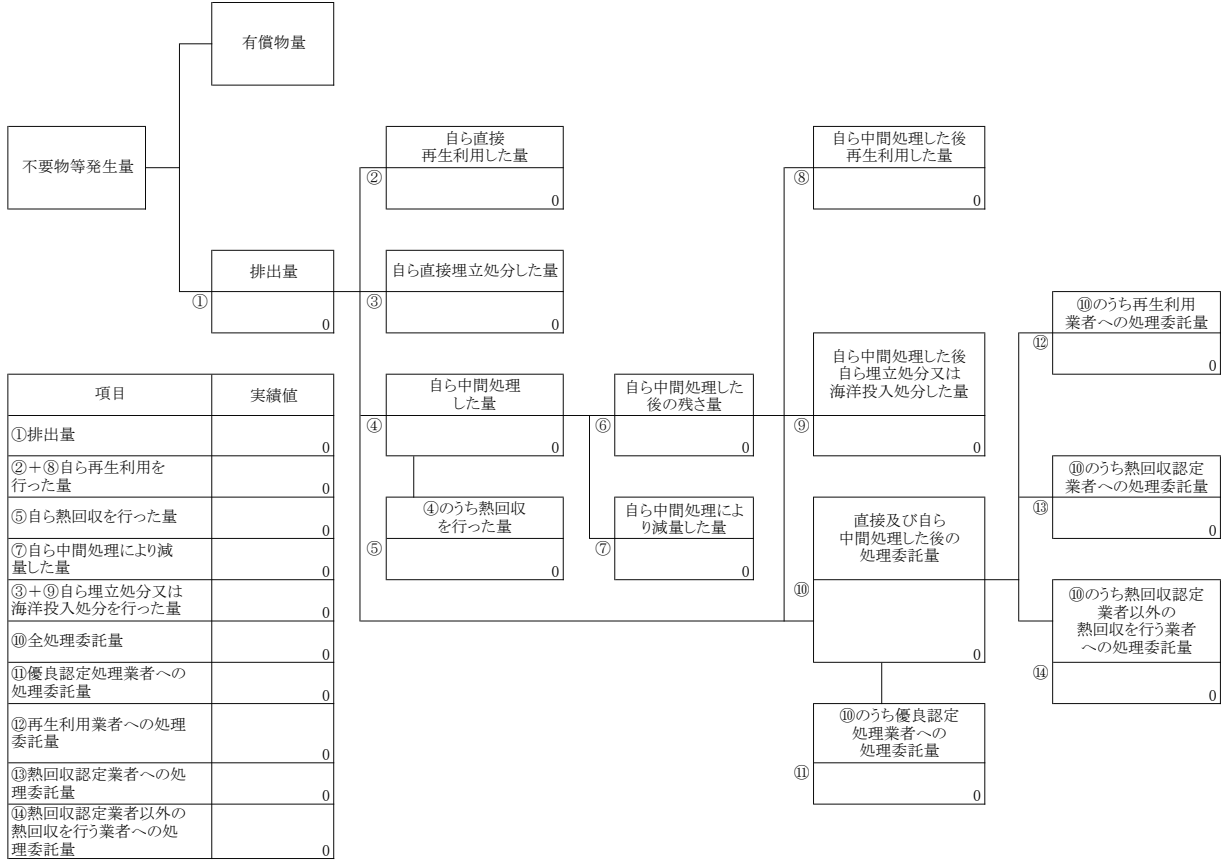 有償物量
不要物等発生量
自ら直接
再生利用した量
②
0
自ら中間処理した後
再生利用した量
⑧
0
排出量
①
0
自ら直接埋立処分した量
③
0
⑩のうち再生利用
業者への処理委託量
⑫
0
自ら中間処理
した量
④
0
自ら中間処理した
後の残さ量
⑥
0
自ら中間処理した後
自ら埋立処分又は
海洋投入処分した量
⑨
0
⑩のうち熱回収認定
業者への処理委託量
⑬
0
④のうち熱回収
を行った量
⑤
0
自ら中間処理によ
り減量した量
⑦
0
直接及び自ら
中間処理した後の
処理委託量
⑩
0
⑩のうち熱回収認定
業者以外の
熱回収を行う業者
への処理委託量
⑭
0
⑩のうち優良認定
処理業者への
処理委託量
⑪
0
項目 実績値
①排出量
0
②+⑧自ら再生利用を
行った量
0
⑤自ら熱回収を行った量
0
⑦自ら中間処理により減
量した量
0
③+⑨自ら埋立処分又は
海洋投入処分を行った量
0
⑩全処理委託量
0
⑪優良認定処理業者への
処理委託量
0
⑫再生利用業者への処理
委託量
0
⑬熱回収認定業者への処
理委託量
0
⑭熱回収認定業者以外の
熱回収を行う業者への処
理委託量
0